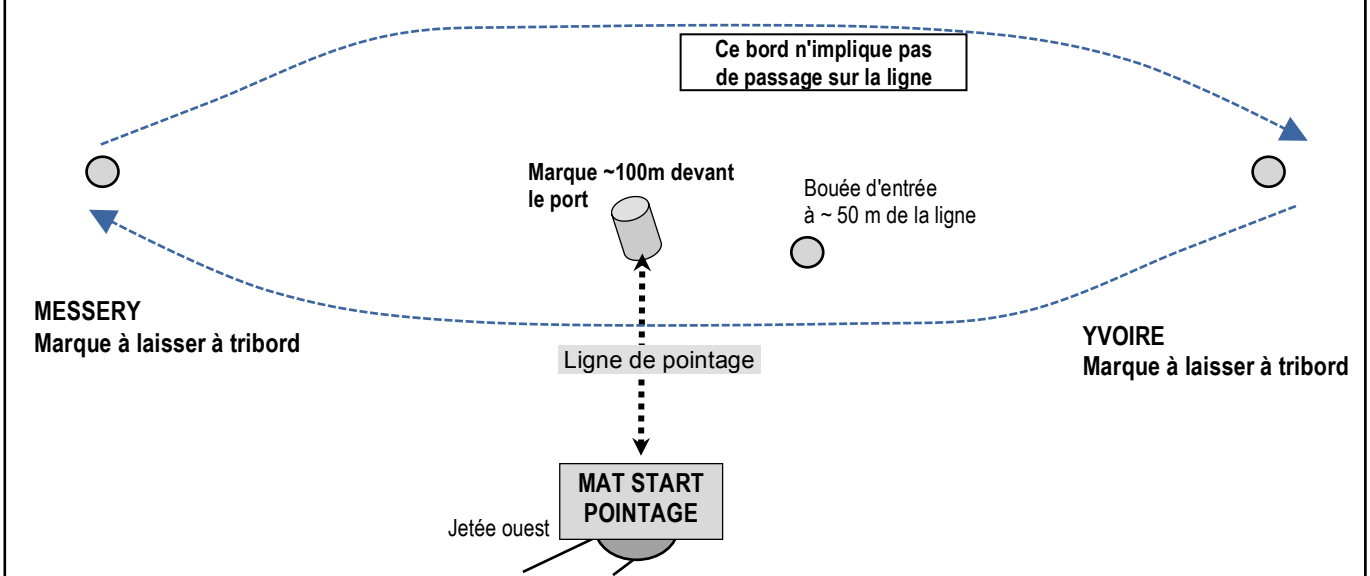 Ce bord n'implique pas
de passage sur la ligne
Marque ~100m devant
le port
Bouée d'entrée
à ~ 50 m de la ligne
MESSERY
Marque à laisser à tribord
YVOIRE
Marque à laisser à tribord
Ligne de pointage
MAT START
POINTAGE
Jetée ouest